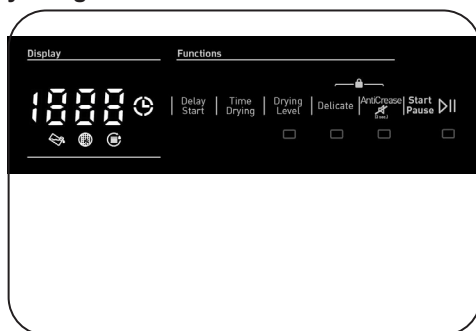 Display
Functions
1888
Delay
Start
Time
Drying
Drying
Level
Delicate
AntiCrease
Start
Pause